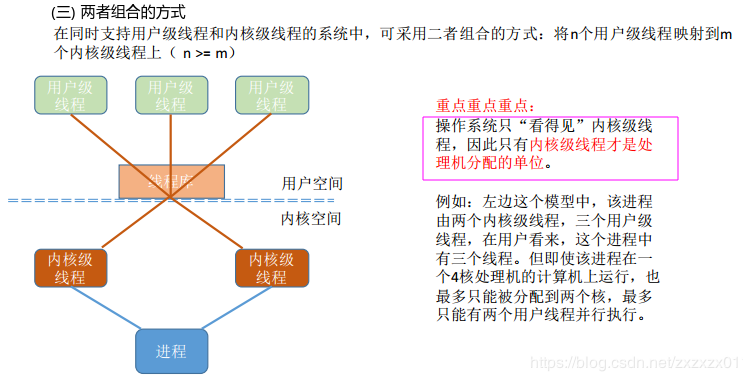 (三) 两者组合的方式
在同时支持用户级线程和内核级线程的系统中，可采用二者组合的方式：将n个用户级线程映射到m
个内核级线程上（ n >= m）
用户级
线程
用户级
线程
用户级
线程
线程库
用户空间
内核空间
内核级
线程
内核级
线程
进程
重点重点重点：
操作系统只“看得见”内核级线
程，因此只有内核级线程才是处
理机分配的单位。
例如：左边这个模型中，该进程
由两个内核级线程，三个用户级
线程，在用户看来，这个进程中
有三个线程。但即使该进程在一
个4核处理机的计算机上运行，也
最多只能被分配到两个核，最多
只能有两个用户线程并行执行。
https://blog.csdn.net/zxzxzx01